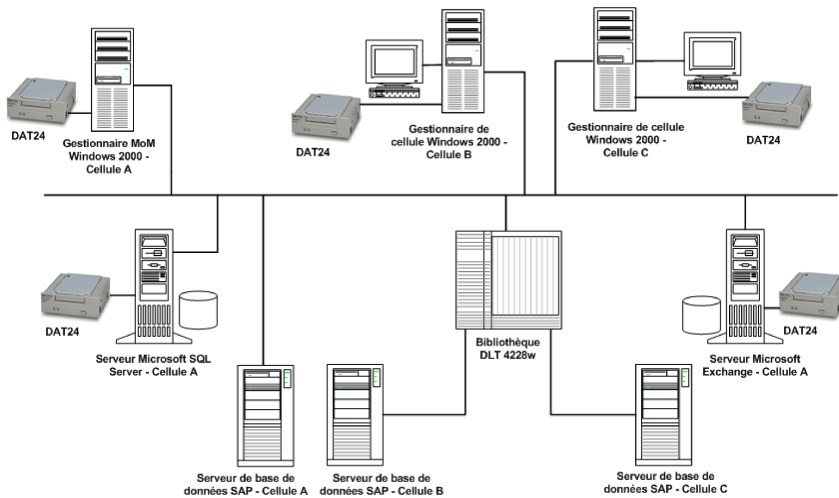 DAT24
Gestionnaire MoM
Windows 2000 -
Cellule A
DAT24
Gestionnaire de
cellule Windows 2000 -
Cellule B
Gestionnaire de cellule
Windows 2000 -
Cellule C
DAT24
DAT24
Serveur Microsoft SQL
Server - Cellule A
Bibliothèque
DLT 4228w
DAT24
Serveur Microsoft
Exchange - Cellule A
Serveur de base de
données SAP - Cellule A
Serveur de base de
données SAP - Cellule B
Serveur de base de
données SAP - Cellule C